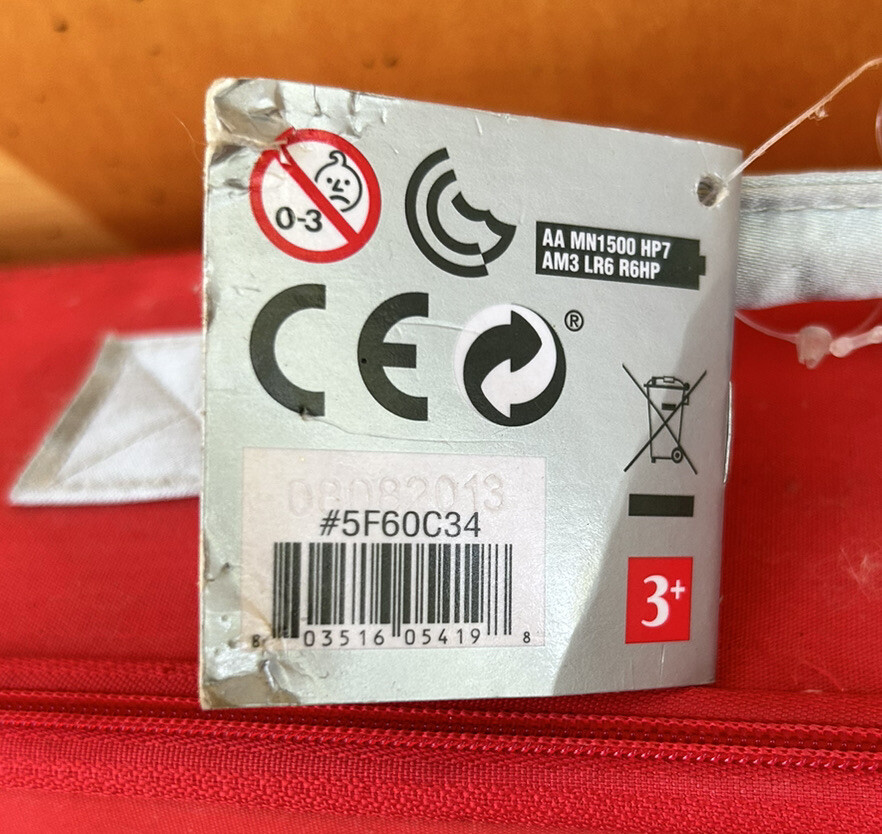 0-3
AA MN1500 HP7
AM3 LR6 R6HP
CE
®
08082013
#5F60C34
8 03516 05419 8
3+